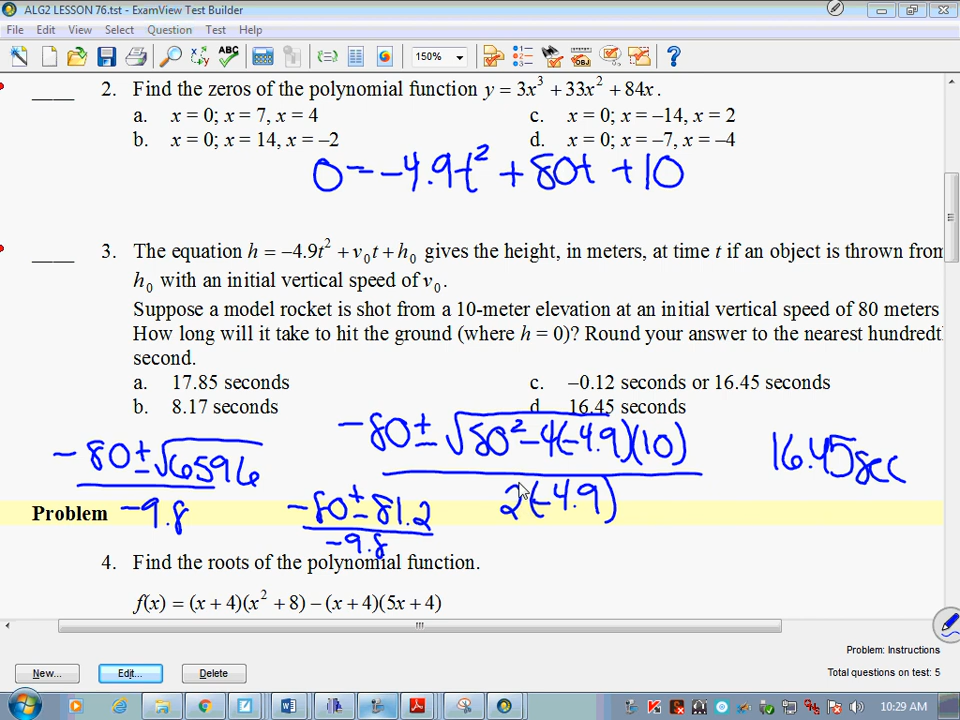 ALG2 LESSON 76.tst - ExamView Test Builder
File Edit View Select Question Test Help
ABC 150% OBJ ?
2. Find the zeros of the polynomial function y = 3x³ + 33x² + 84x.
a. x = 0; x = 7, x = 4
c. x = 0; x = –14, x = 2
b. x = 0; x = 14, x = –2
d. x = 0; x = –7, x = –4
0 = -4.9t² + 80t + 10
3. The equation h = –4.9t² + v₀t + h₀ gives the height, in meters, at time t if an object is thrown from
h₀ with an initial vertical speed of v₀.
Suppose a model rocket is shot from a 10-meter elevation at an initial vertical speed of 80 meters
How long will it take to hit the ground (where h = 0)? Round your answer to the nearest hundredth
second.
a. 17.85 seconds
c. –0.12 seconds or 16.45 seconds
b. 8.17 seconds
d. 16.45 seconds
-80 ± √80² -4(-4.9)(10)
2(-4.9)
-80 ± √6596
-9.8
-80 ± 81.2
-9.8
16.45 sec
Problem
4. Find the roots of the polynomial function.
f(x) = (x + 4)(x² + 8) – (x + 4)(5x + 4)
New... Edit... Delete
Problem: Instructions
Total questions on test: 5
10:29 AM